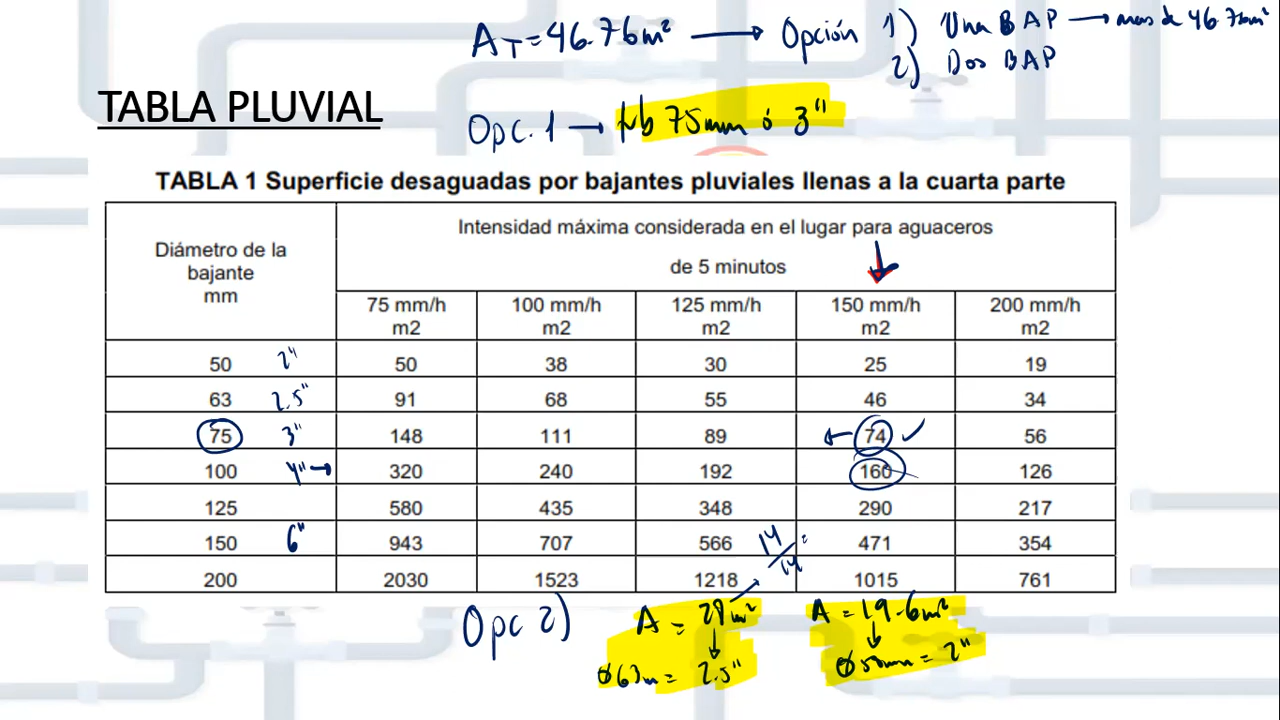 A_T = 46.76m² → Opción 1) Una BAP → mas de 46.76m²
2) Dos BAP
TABLA PLUVIAL
Opc. 1 → 75mm ó 3"
TABLA 1 Superficie desaguadas por bajantes pluviales llenas a la cuarta parte
Diámetro de la bajante mm
Intensidad máxima considerada en el lugar para aguaceros
de 5 minutos
75 mm/h m2 100 mm/h m2 125 mm/h m2 150 mm/h m2 200 mm/h m2
50 2" 50 38 30 25 19
63 2.5" 91 68 55 46 34
75 3" 148 111 89 ← 74 ✓ 56
100 4" → 320 240 192 160 126
125 580 435 348 290 217
150 6" 943 707 566 471 354
200 2030 1523 1218 1015 761
14/14
Opc 2) A = m² A = 19.6m²
2.5" Ø50mm = 2"